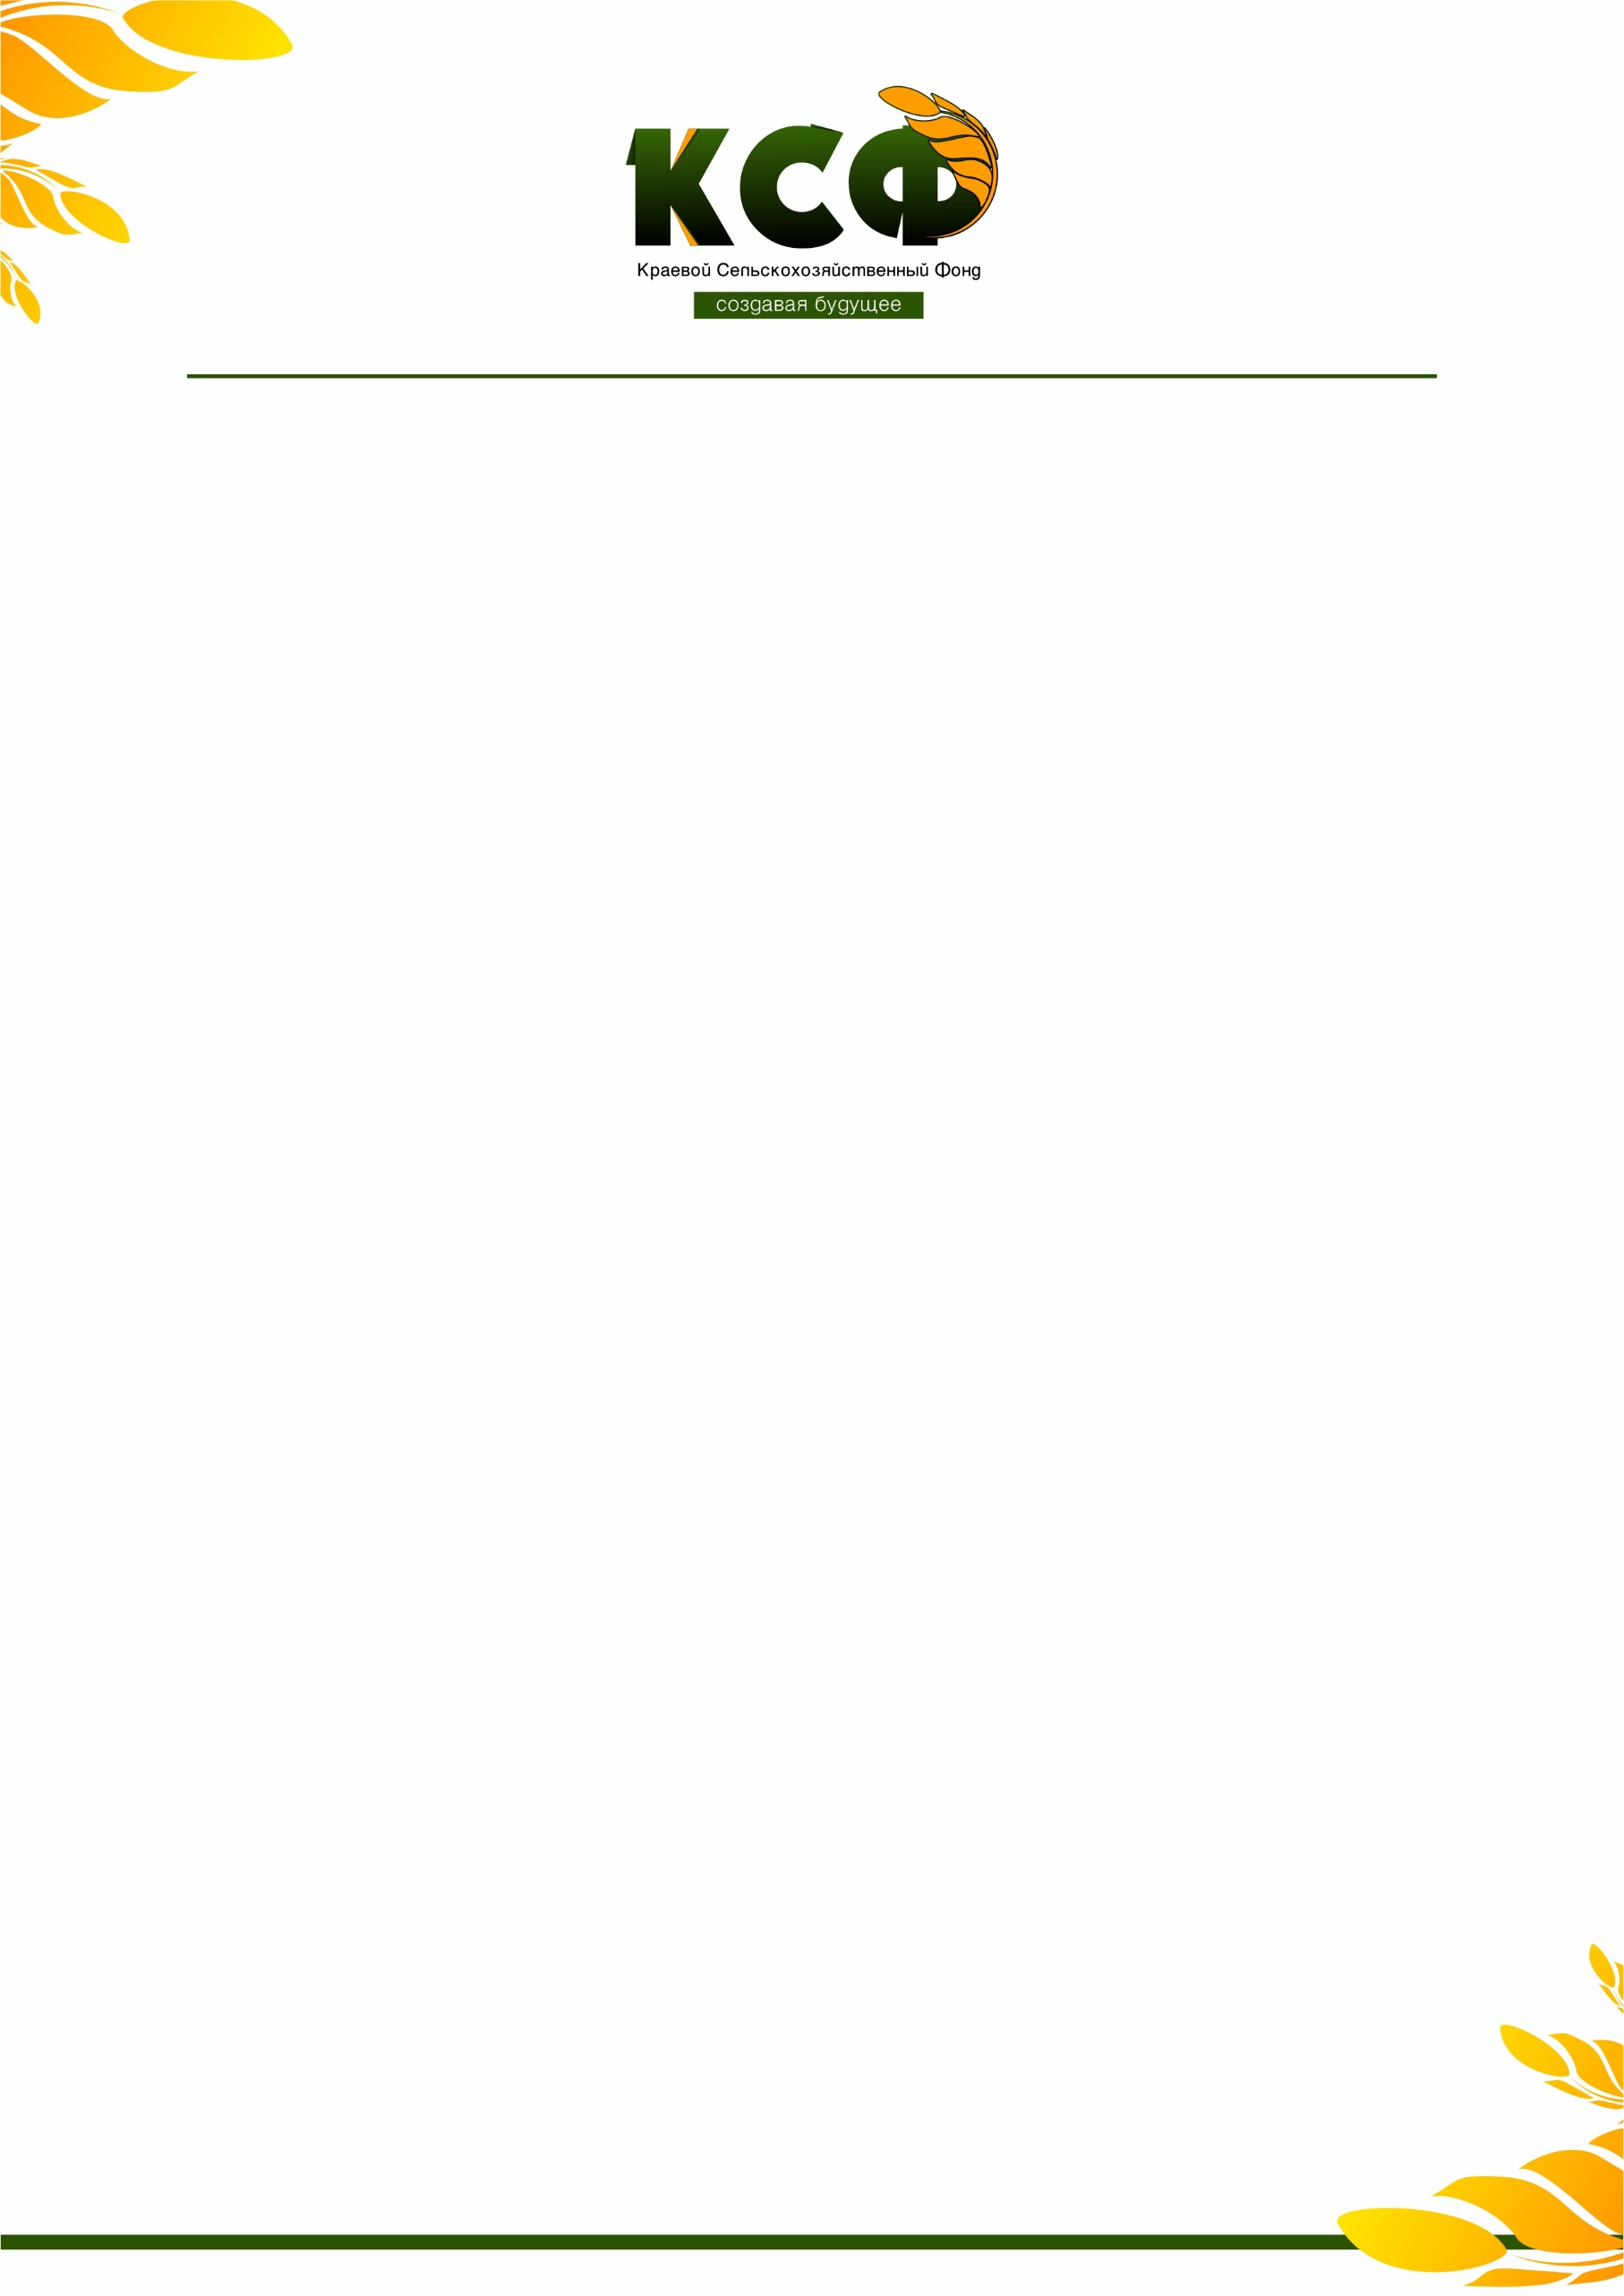 КСФ
Краевой Сельскохозяйственный Фонд
создавая будущее